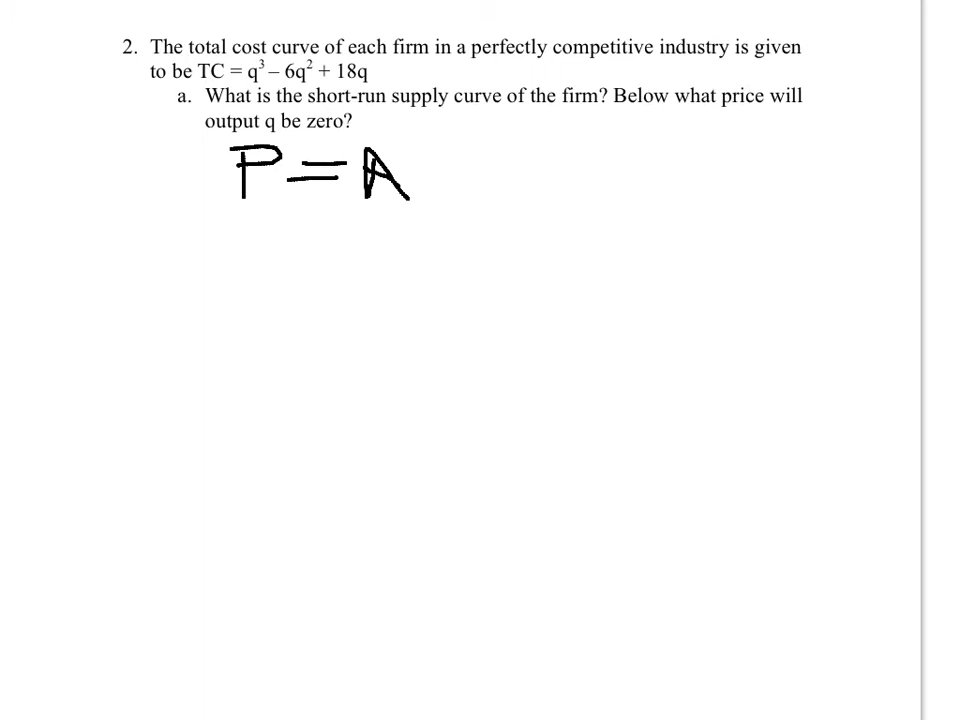 2. The total cost curve of each firm in a perfectly competitive industry is given
to be TC = q³ – 6q² + 18q
a. What is the short-run supply curve of the firm? Below what price will
output q be zero?
P = A